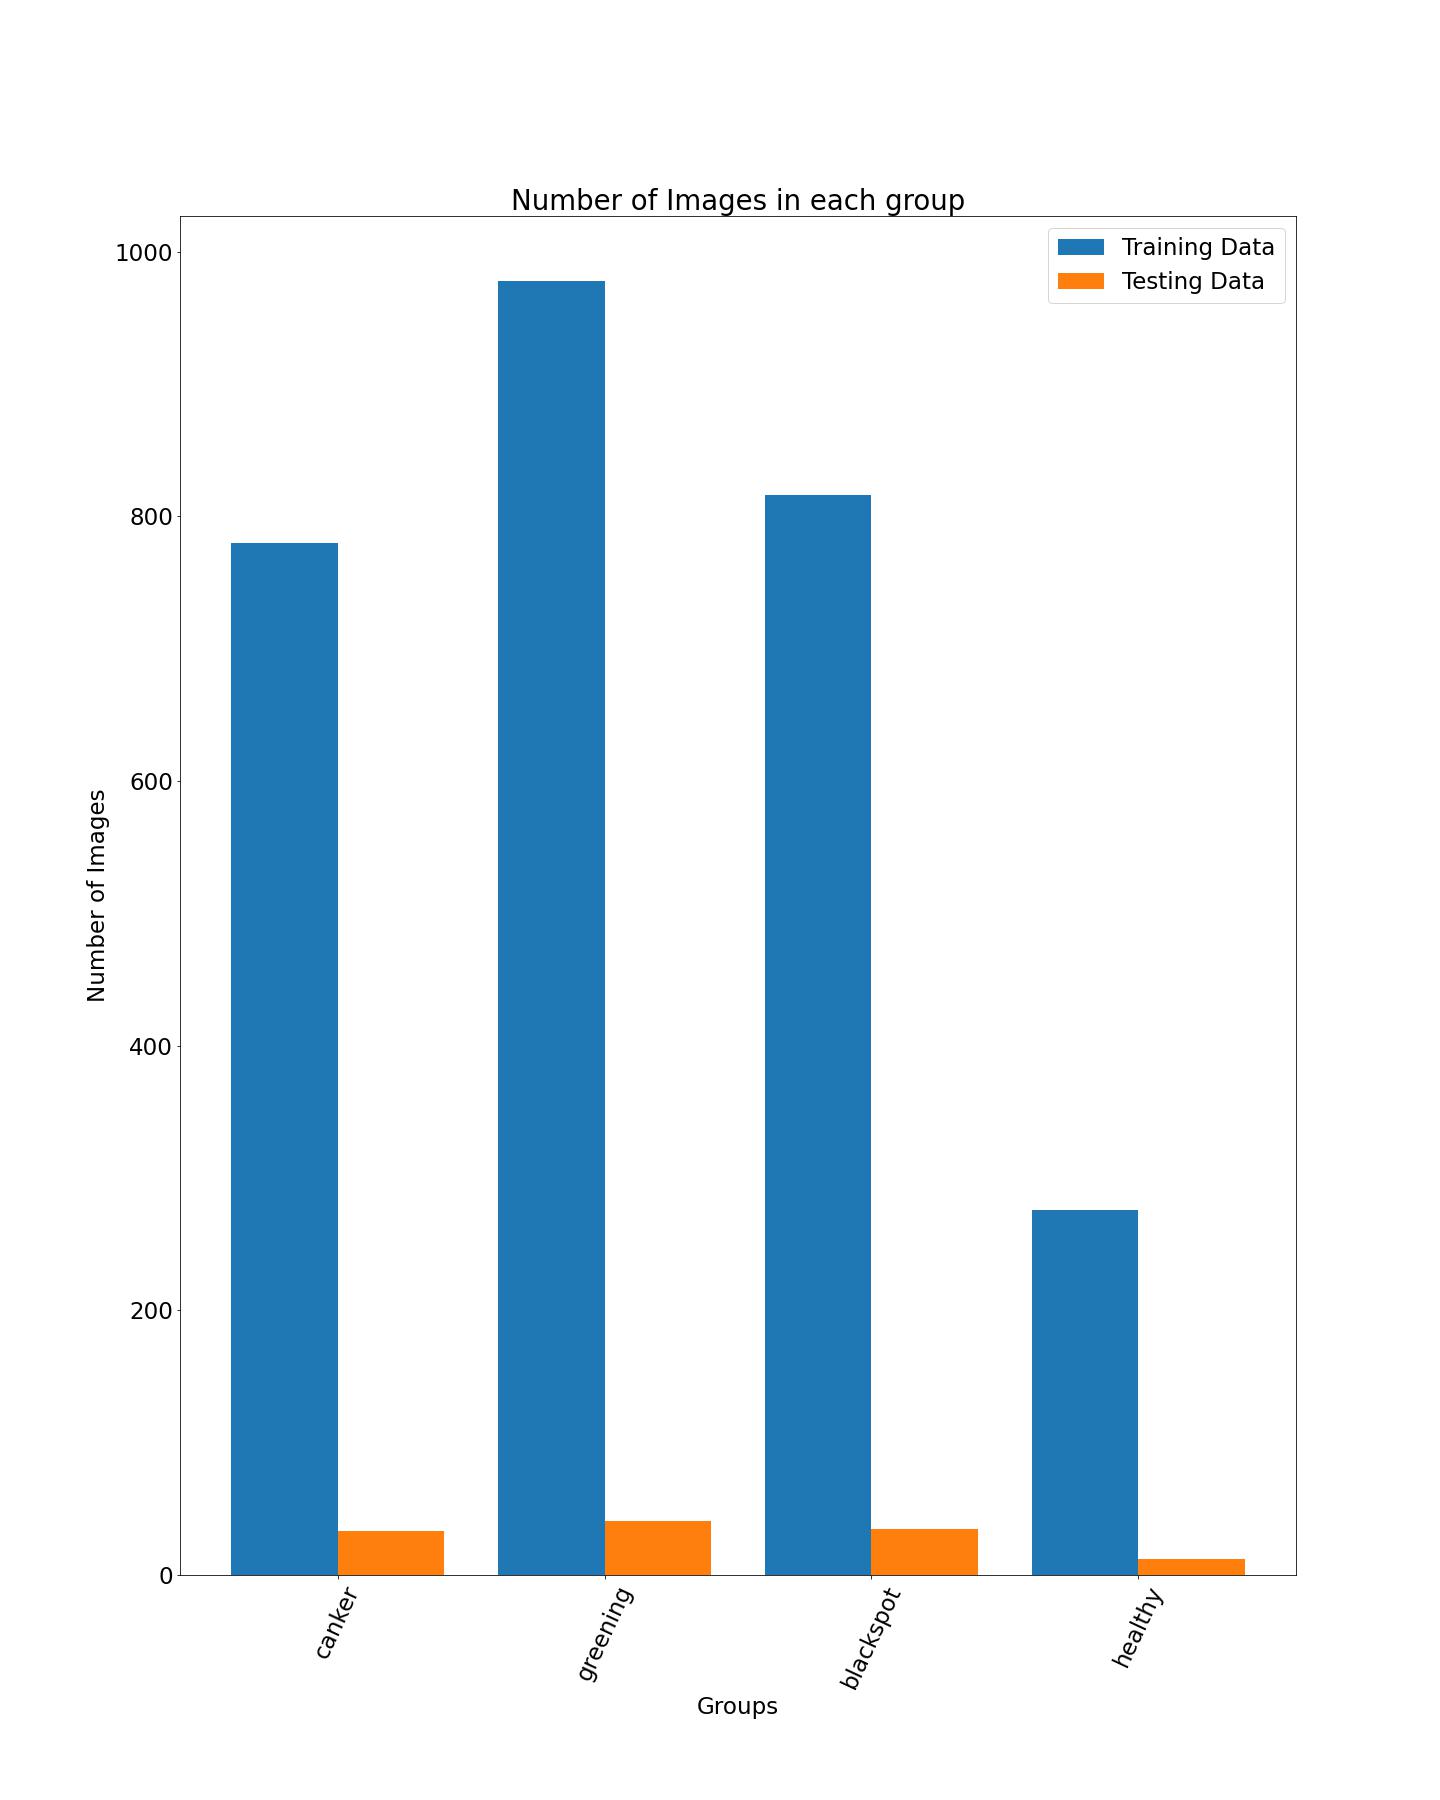 Number of Images in each group
Training Data
Testing Data
1000
800
600
400
200
0
Number of Images
canker
greening
blackspot
healthy
Groups